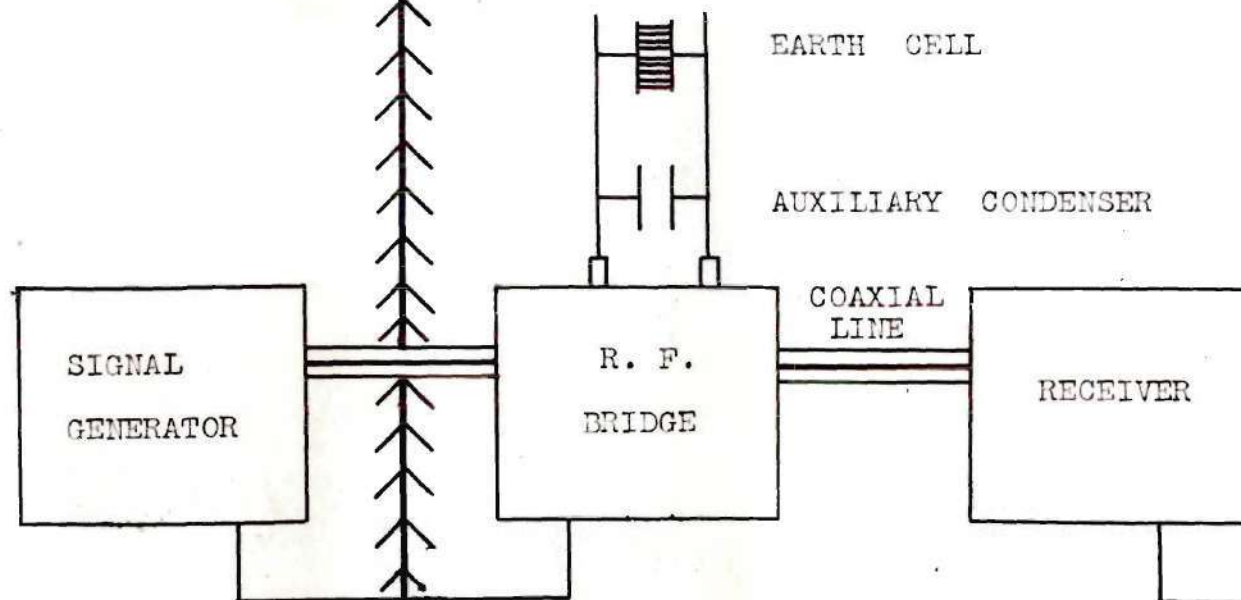 EARTH CELL
AUXILIARY CONDENSER
COAXIAL
LINE
SIGNAL
GENERATOR
R. F.
BRIDGE
RECEIVER